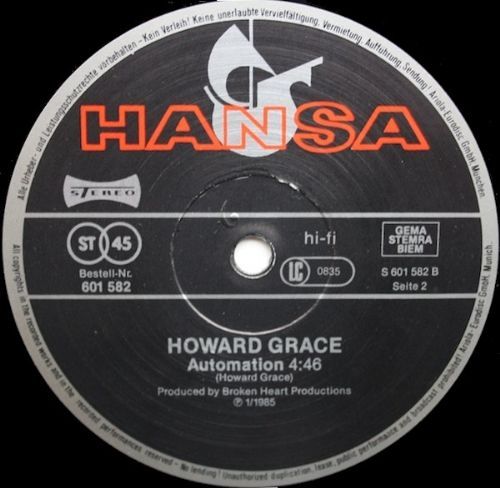 Alle Urheber- und Leistungsschutzrechte vorbehalten - Kein Verleih! Keine unerlaubte Vervielfältigung, Vermietung, Aufführung, Sendung! Ariola-Eurodisc GmbH, München
HANSA
STEREO
ST 45
hi-fi
GEMA
STEMRA
BIEM
Bestell-Nr.
601 582
LC 0835
S 601 582 B
Seite 2
HOWARD GRACE
Automation 4:46
(Howard Grace)
Produced by Broken Heart Productions
℗ 1/1985
All copyrights in the recorded works and in the recorded performances reserved - No lending! Unauthorized duplication, lease, public performance and broadcast prohibited! Ariola-Eurodisc GmbH, Munich.